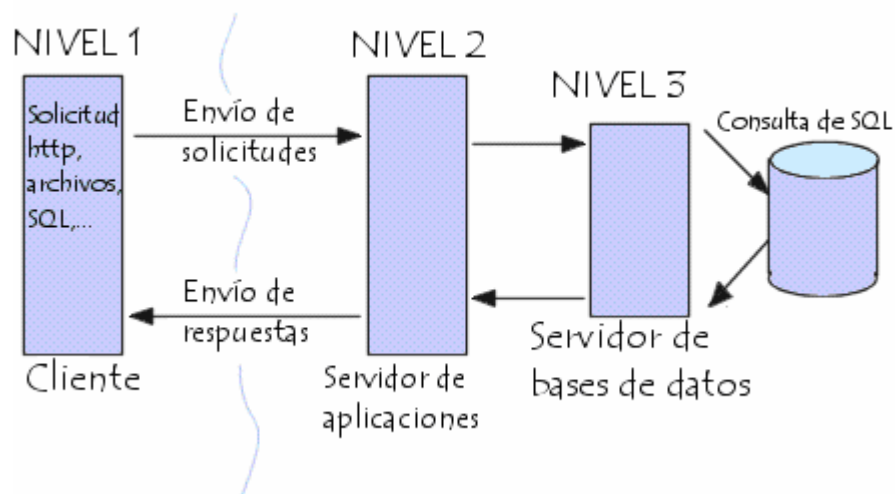 NIVEL 1
Solicitud
http,
archivos,
SQL,...
Cliente
Envío de
solicitudes
Envío de
respuestas
NIVEL 2
Servidor de
aplicaciones
NIVEL 3
Servidor de
bases de datos
Consulta de SQL